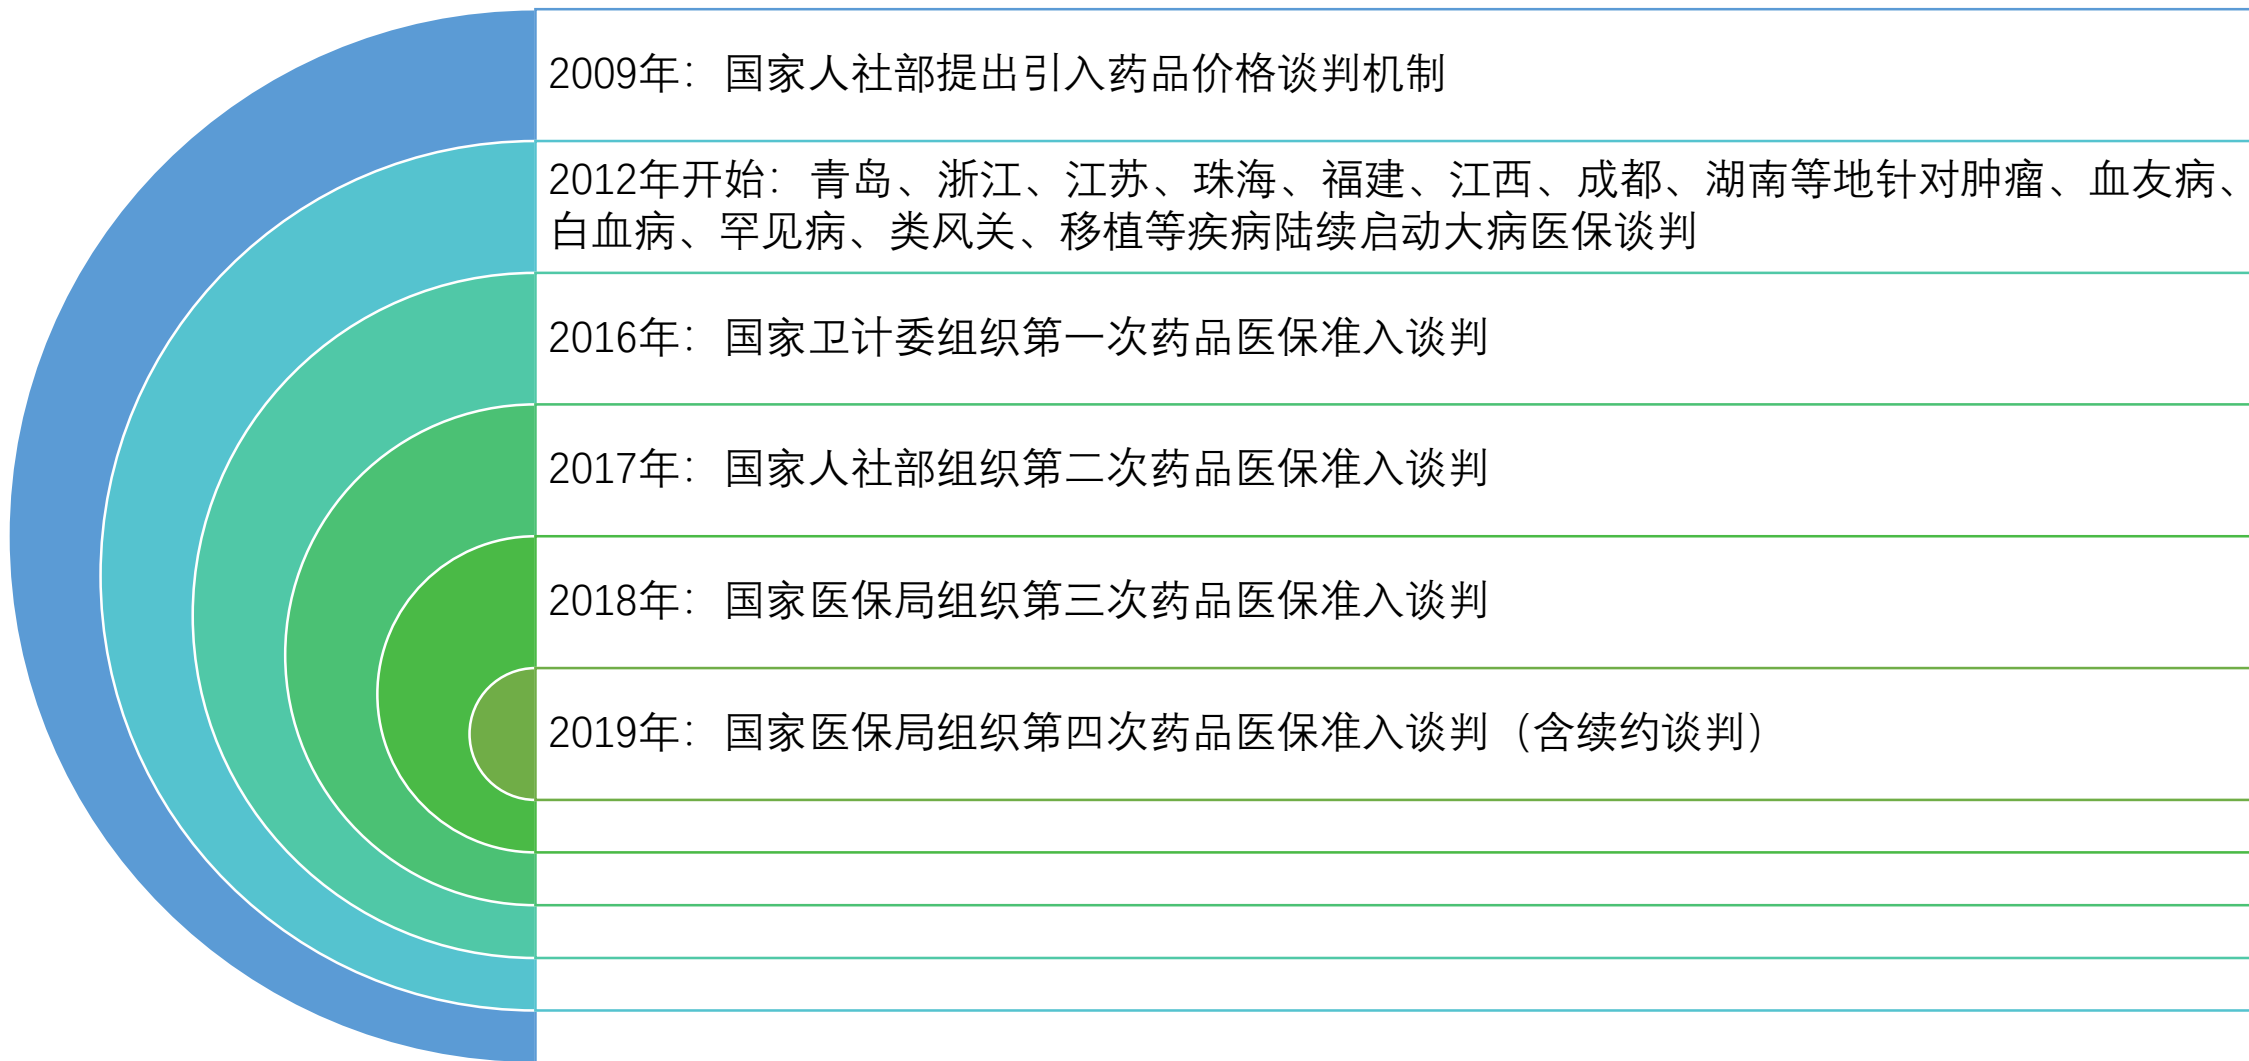 2009年：国家人社部提出引入药品价格谈判机制
2012年开始：青岛、浙江、江苏、珠海、福建、江西、成都、湖南等地针对肿瘤、血友病、
白血病、罕见病、类风关、移植等疾病陆续启动大病医保谈判
2016年：国家卫计委组织第一次药品医保准入谈判
2017年：国家人社部组织第二次药品医保准入谈判
2018年：国家医保局组织第三次药品医保准入谈判
2019年：国家医保局组织第四次药品医保准入谈判（含续约谈判）